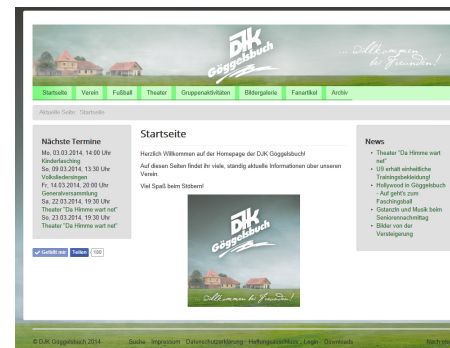 DJK
Göggelsbuch
... Willkommen
bei Freunden!
Startseite Verein Fußball Theater Gruppenaktivitäten Bildergalerie Fanartikel Archiv
Aktuelle Seite: Startseite
Nächste Termine
Mo, 03.03.2014, 14:00 Uhr
Kinderfasching
So, 09.03.2014, 13:30 Uhr
Volksliedersingen
Fr, 14.03.2014, 20:00 Uhr
Generalversammlung
Sa, 22.03.2014, 19:30 Uhr
Theater "Da Himme wart net"
So, 23.03.2014, 19:30 Uhr
Theater "Da Himme wart net"
Gefällt mir Teilen 160
Startseite
Herzlich Willkommen auf der Homepage der DJK Göggelsbuch!
Auf diesen Seiten findet ihr viele, ständig aktuelle Informationen über unseren
Verein.
Viel Spaß beim Stöbern!
DJK
Göggelsbuch
... Willkommen bei Freunden!
News
Theater "Da Himme wart
net"
U9 erhält einheitliche
Trainingsbekleidung!
Hollywood in Göggelsbuch
- Auf geht's zum
Faschingsball
Gstanzln und Musik beim
Seniorennachmittag
Bilder von der
Versteigerung
© DJK Göggelsbuch 2014 Suche Impressum Datenschutzerklärung Haftungsausschluss Login Downloads Nach